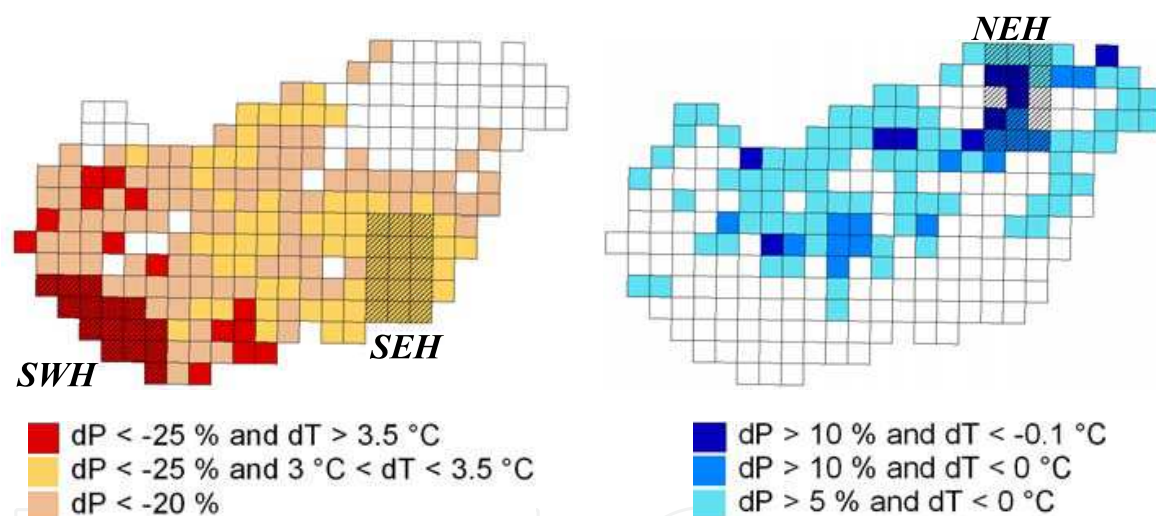 NEH
SEH
SWH
dP < -25 % and dT > 3.5 °C
dP < -25 % and 3 °C < dT < 3.5 °C
dP < -20 %
dP > 10 % and dT < -0.1 °C
dP > 10 % and dT < 0 °C
dP > 5 % and dT < 0 °C